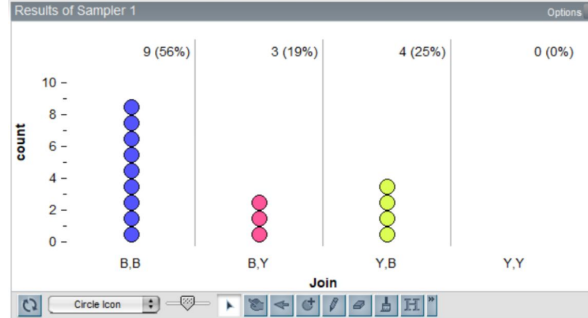 Results of Sampler 1
Options
9 (56%) 3 (19%) 4 (25%) 0 (0%)
10
8
6
4
2
0
count
B,B B,Y Y,B Y,Y
Join
Circle Icon